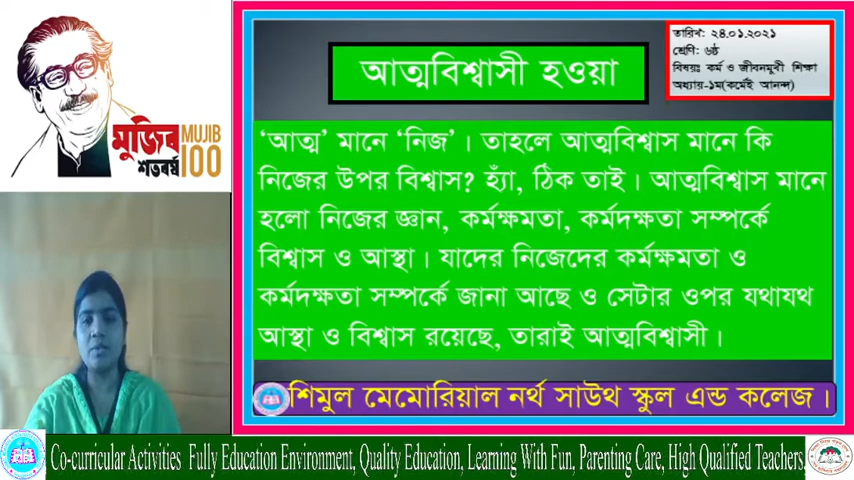 মুজিব
শতবর্ষ
MUJIB
100
আত্মবিশ্বাসী হওয়া
তারিখ: ২৪.০১.২০২১
শ্রেণি: ৬ষ্ঠ
বিষয়ঃ কর্ম ও জীবনমুখী শিক্ষা
অধ্যায়-১ম(কর্মেই আনন্দ)
‘আত্ম’ মানে ‘নিজ’। তাহলে আত্মবিশ্বাস মানে কি
নিজের উপর বিশ্বাস? হ্যাঁ, ঠিক তাই। আত্মবিশ্বাস মানে
হলো নিজের জ্ঞান, কর্মক্ষমতা, কর্মদক্ষতা সম্পর্কে
বিশ্বাস ও আস্থা। যাদের নিজেদের কর্মক্ষমতা ও
কর্মদক্ষতা সম্পর্কে জানা আছে ও সেটার ওপর যথাযথ
আস্থা ও বিশ্বাস রয়েছে, তারাই আত্মবিশ্বাসী।
শিমুল মেমোরিয়াল নর্থ সাউথ স্কুল এন্ড কলেজ।
Co-curricular Activities Fully Education Environment, Quality Education, Learning With Fun, Parenting Care, High Qualified Teachers.